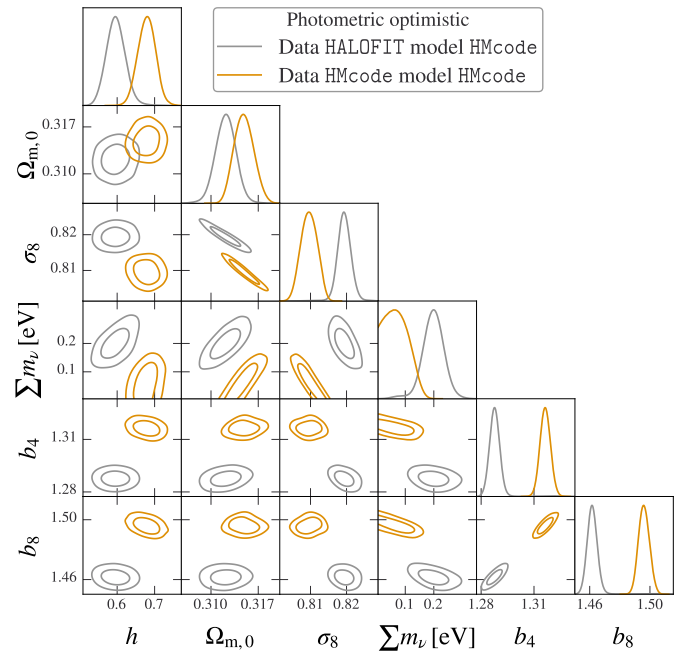 Photometric optimistic
Data HALOFIT model HMcode
Data HMcode model HMcode
0.317
0.310
Ωm,0
0.82
0.81
σ8
0.2
0.1
∑mν [eV]
1.31
1.28
b4
1.50
1.46
b8
0.6 0.7 0.310 0.317 0.81 0.82 0.1 0.2 1.28 1.31 1.46 1.50
h Ωm,0 σ8 ∑mν [eV] b4 b8